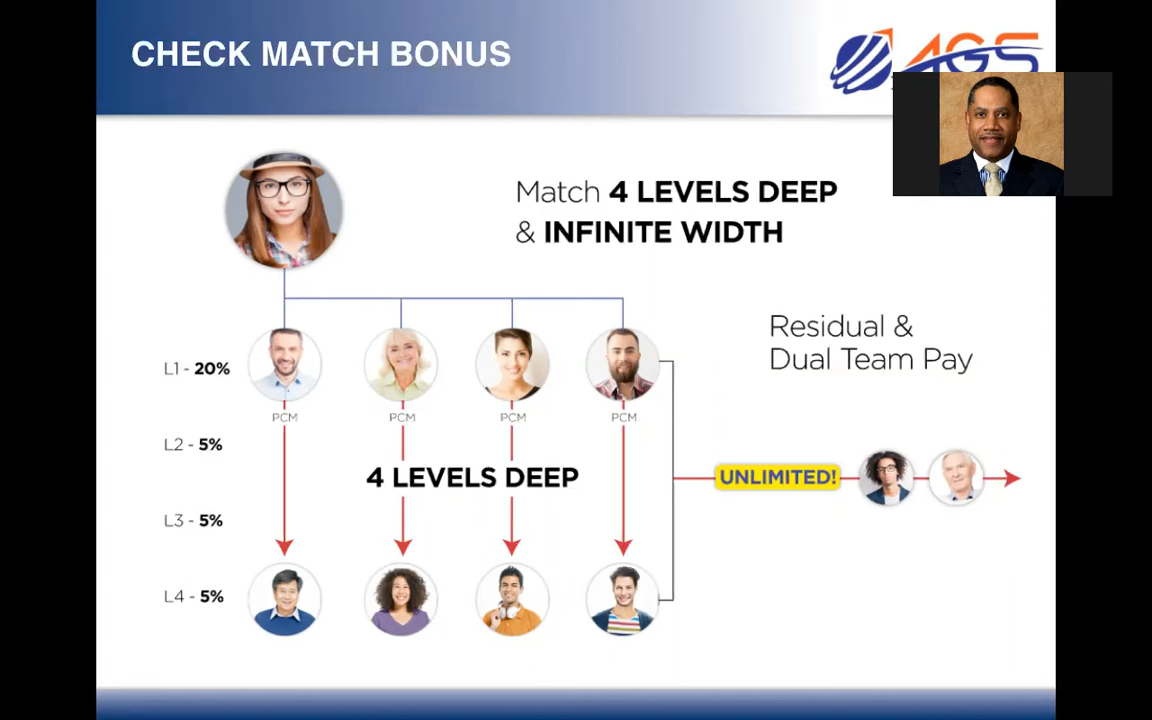 CHECK MATCH BONUS
AGS
Match 4 LEVELS DEEP
& INFINITE WIDTH
Residual &
Dual Team Pay
L1 - 20%
PCM PCM PCM PCM
L2 - 5%
4 LEVELS DEEP
UNLIMITED!
L3 - 5%
L4 - 5%